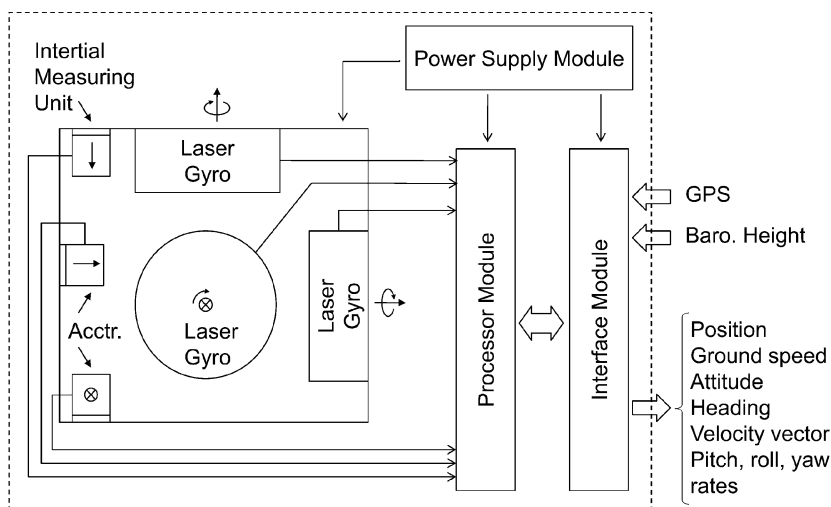 Intertial
Measuring
Unit
Power Supply Module
Laser
Gyro
Laser
Gyro
Laser
Gyro
Acctr.
Processor Module
Interface Module
GPS
Baro. Height
Position
Ground speed
Attitude
Heading
Velocity vector
Pitch, roll, yaw
rates